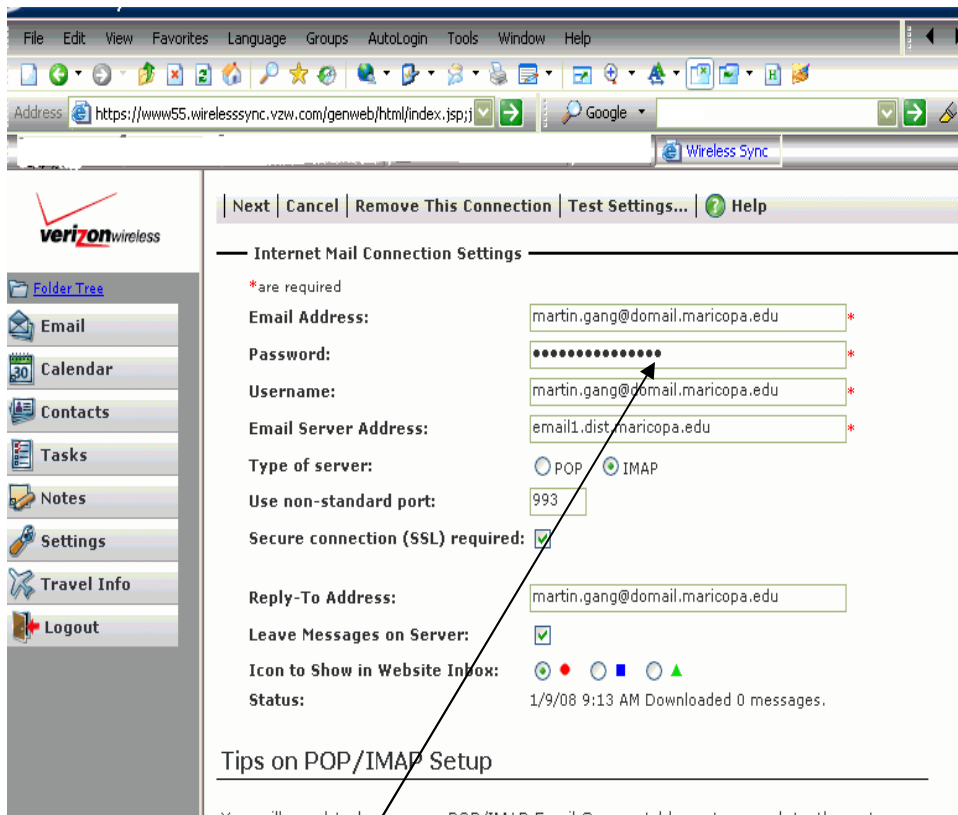 File Edit View Favorites Language Groups AutoLogin Tools Window Help
Address https://www55.wirelesssync.vzw.com/genweb/html/index.jsp;j Google
Wireless Sync
verizonwireless
Next | Cancel | Remove This Connection | Test Settings... | Help
Internet Mail Connection Settings
*are required
Folder Tree
Email
Calendar
30
Contacts
Tasks
Notes
Settings
Travel Info
Logout
Email Address: martin.gang@domail.maricopa.edu *
Password: ••••••••••••••• *
Username: martin.gang@domail.maricopa.edu *
Email Server Address: email1.dist.maricopa.edu *
Type of server: POP IMAP
Use non-standard port: 993
Secure connection (SSL) required:
Reply-To Address: martin.gang@domail.maricopa.edu
Leave Messages on Server:
Icon to Show in Website Inbox:
Status: 1/9/08 9:13 AM Downloaded 0 messages.
Tips on POP/IMAP Setup